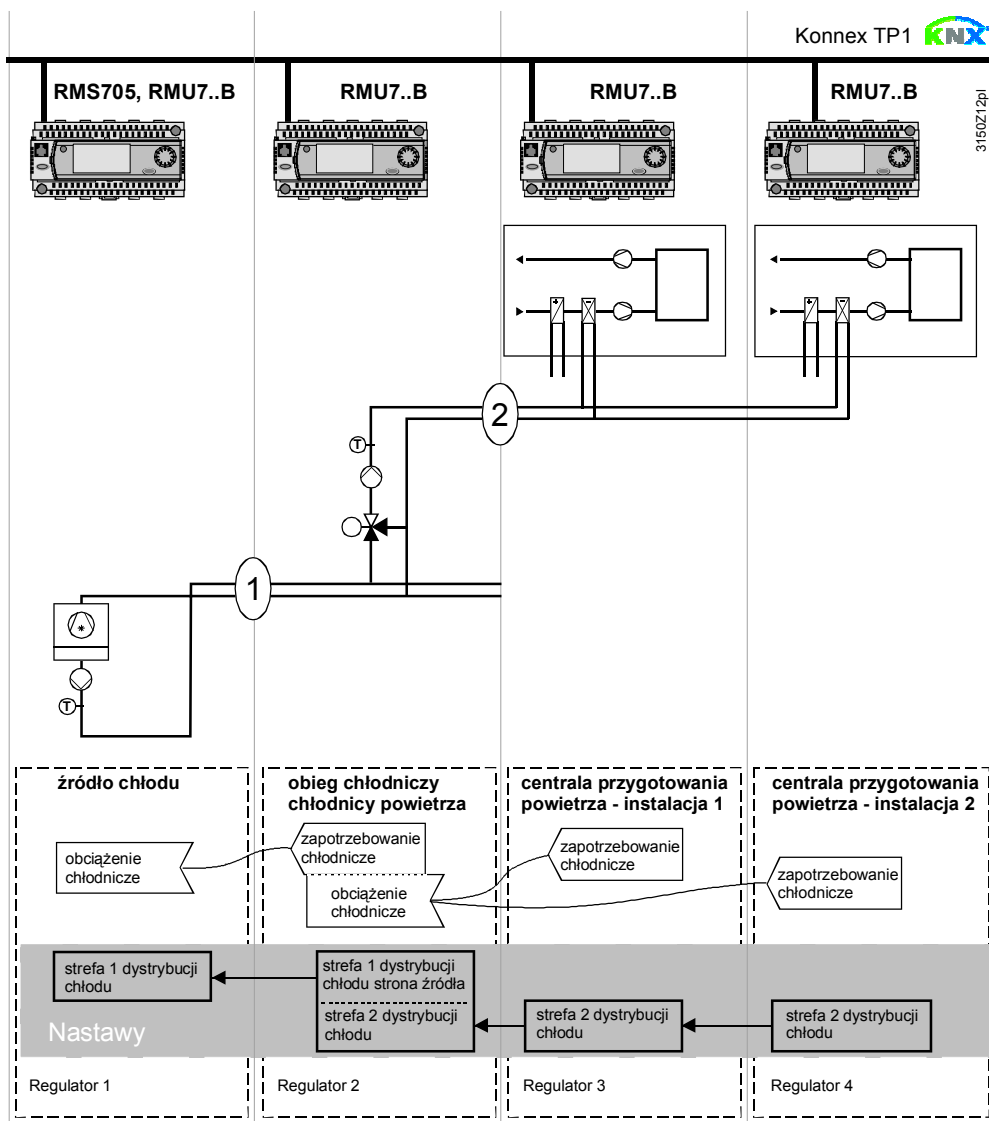 Konnex TP1 KNX
RMS705, RMU7..B
RMU7..B
RMU7..B
RMU7..B
3150Z12pl
+
-
+
-
2
T
1
T
źródło chłodu
obieg chłodniczy
chłodnicy powietrza
centrala przygotowania
powietrza - instalacja 1
centrala przygotowania
powietrza - instalacja 2
obciążenie
chłodnicze
zapotrzebowanie
chłodnicze
obciążenie
chłodnicze
zapotrzebowanie
chłodnicze
zapotrzebowanie
chłodnicze
strefa 1 dystrybucji
chłodu
strefa 1 dystrybucji
chłodu strona źródła
strefa 2 dystrybucji
chłodu
strefa 2 dystrybucji
chłodu
strefa 2 dystrybucji
chłodu
Nastawy
Regulator 1
Regulator 2
Regulator 3
Regulator 4